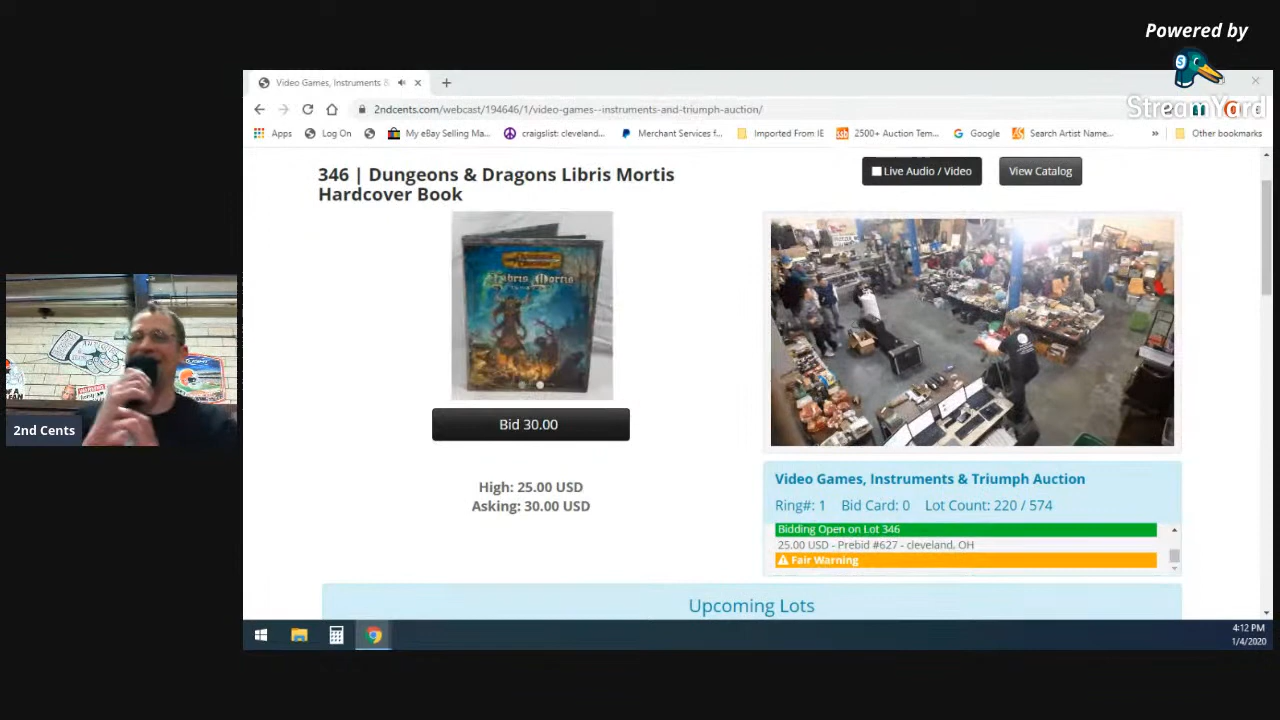 Powered by
StreamYard
Video Games, Instruments &
2ndcents.com/webcast/194646/1/video-games--instruments-and-triumph-auction/
Apps
Log On
My eBay Selling Ma...
craigslist: cleveland...
Merchant Services f...
Imported From IE
2500+ Auction Tem...
Google
Search Artist Name...
»
Other bookmarks
346 | Dungeons & Dragons Libris Mortis
Hardcover Book
Live Audio / Video
View Catalog
Libris Mortis
Bid 30.00
High: 25.00 USD
Asking: 30.00 USD
2nd Cents
Video Games, Instruments & Triumph Auction
Ring#: 1 Bid Card: 0 Lot Count: 220 / 574
Bidding Open on Lot 346
25.00 USD - Prebid #627 - cleveland, OH
Fair Warning
Upcoming Lots
4:12 PM
1/4/2020